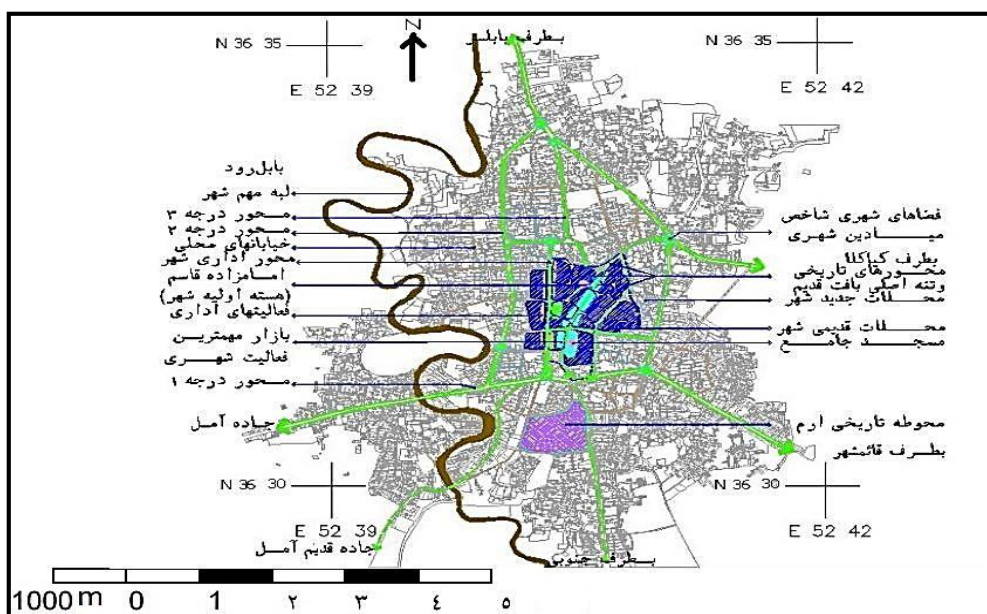 N
بطرف بابلسر
N 36 35
E 52 39
N 36 35
E 52 42
بابلرود
لبه مهم شهر
محور درجه ۳
محور درجه ۲
خیابانهای محلی
محور اداری شهر
امامزاده قاسم
(هسته اولیه شهر)
فعالیتهای اداری
بازار مهمترین
فعالیت شهری
محور درجه ۱
جاده آمل
فضاهای شهری شاخص
میادین شهری
بطرف کیاکلا
محورهای تاریخی
وتنه اصلی بافت قدیم
محلات جدید شهر
محلات قدیمی شهر
مسجد جامع
محوطه تاریخی ارم
بطرف قائمشهر
N 36 30
E 52 39
N 36 30
E 52 42
جاده قدیم آمل
بطرف جنوب
1000 m 0 1 ۲ ۳ ٤ ۵